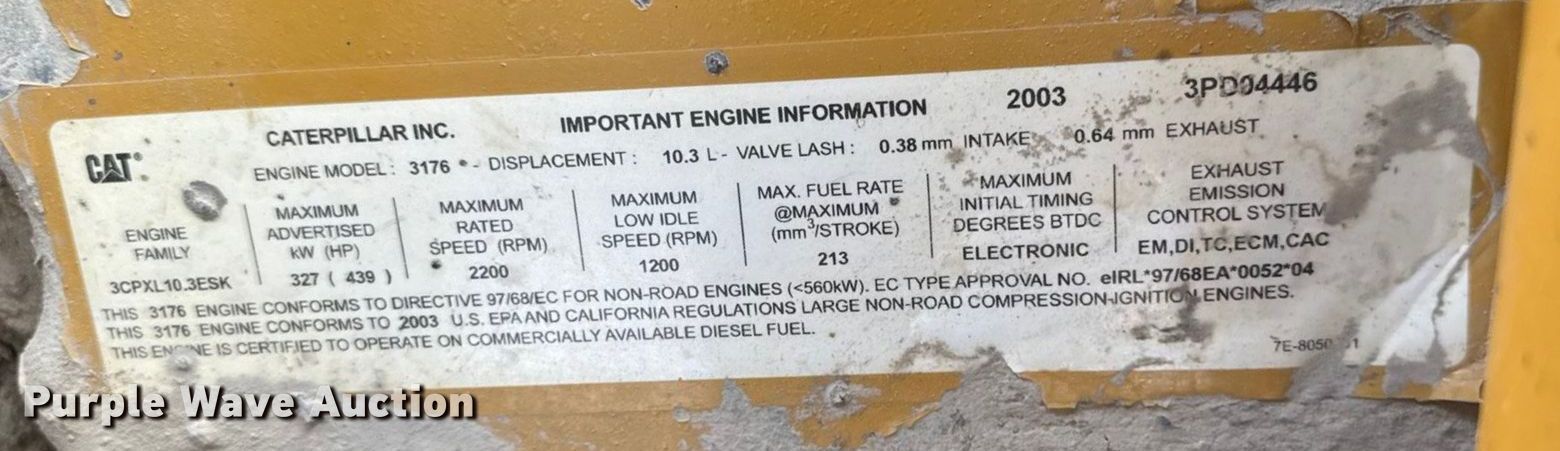 CAT
CATERPILLAR INC. IMPORTANT ENGINE INFORMATION 2003 3PD04446
ENGINE MODEL: 3176 - DISPLACEMENT: 10.3 L - VALVE LASH: 0.38 mm INTAKE 0.64 mm EXHAUST
ENGINE FAMILY
3CPXL10.3ESK
MAXIMUM ADVERTISED kW (HP)
327 ( 439 )
MAXIMUM RATED SPEED (RPM)
2200
MAXIMUM LOW IDLE SPEED (RPM)
1200
MAX. FUEL RATE @MAXIMUM (mm³/STROKE)
213
MAXIMUM INITIAL TIMING DEGREES BTDC
ELECTRONIC
EXHAUST EMISSION CONTROL SYSTEM
EM,DI,TC,ECM,CAC
THIS 3176 ENGINE CONFORMS TO DIRECTIVE 97/68/EC FOR NON-ROAD ENGINES (<560kW). EC TYPE APPROVAL NO. eIRL*97/68EA*0052*04
THIS 3176 ENGINE CONFORMS TO 2003 U.S. EPA AND CALIFORNIA REGULATIONS LARGE NON-ROAD COMPRESSION-IGNITION ENGINES.
THIS ENGINE IS CERTIFIED TO OPERATE ON COMMERCIALLY AVAILABLE DIESEL FUEL.
Purple Wave Auction